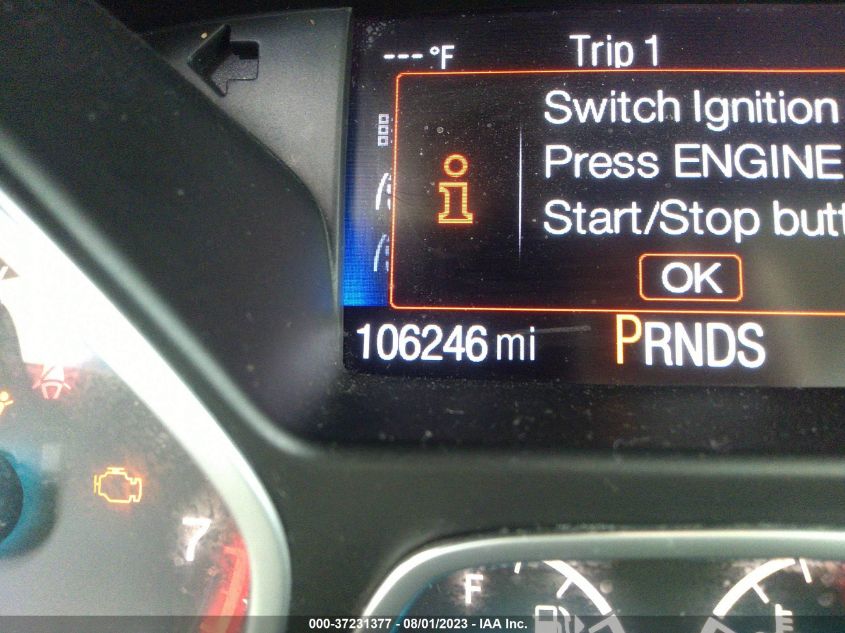 ---°F Trip 1
Switch Ignition
Press ENGINE
Start/Stop butt
OK
106246 mi PRNDS
7
F
000-37231377 - 08/01/2023 - IAA Inc.